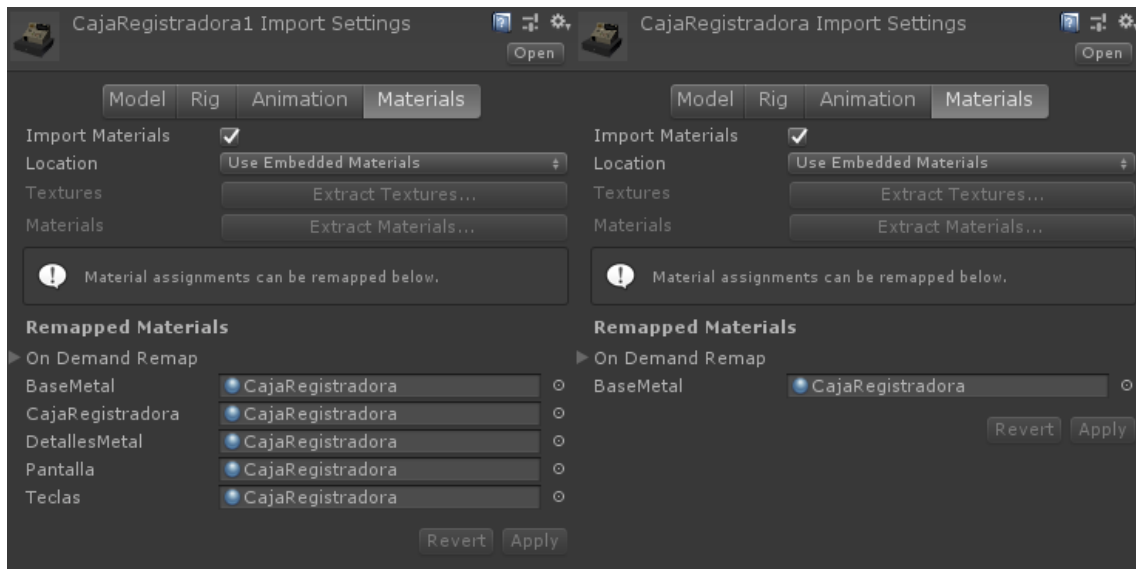 CajaRegistradora1 Import Settings
Open
Model Rig Animation Materials
Import Materials
Location Use Embedded Materials
Textures Extract Textures...
Materials Extract Materials...
Material assignments can be remapped below.
Remapped Materials
On Demand Remap
BaseMetal CajaRegistradora
CajaRegistradora CajaRegistradora
DetallesMetal CajaRegistradora
Pantalla CajaRegistradora
Teclas CajaRegistradora
Revert Apply
CajaRegistradora Import Settings
Open
Model Rig Animation Materials
Import Materials
Location Use Embedded Materials
Textures Extract Textures...
Materials Extract Materials...
Material assignments can be remapped below.
Remapped Materials
On Demand Remap
BaseMetal CajaRegistradora
Revert Apply